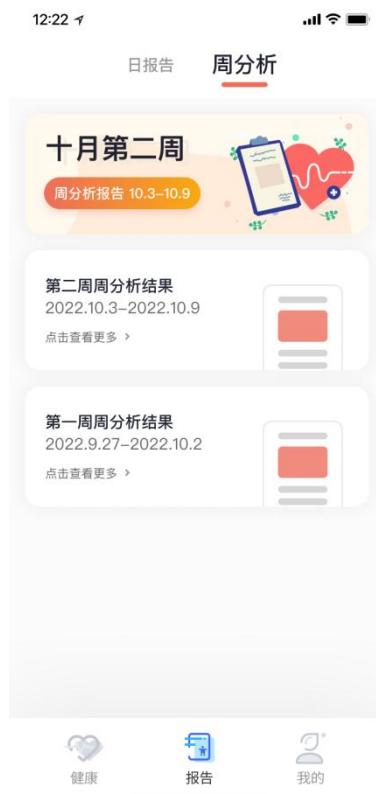 12:22
日报告 周分析
十月第二周
周分析报告 10.3–10.9
第二周周分析结果
2022.10.3–2022.10.9
点击查看更多 >
第一周周分析结果
2022.9.27–2022.10.2
点击查看更多 >
健康 报告 我的